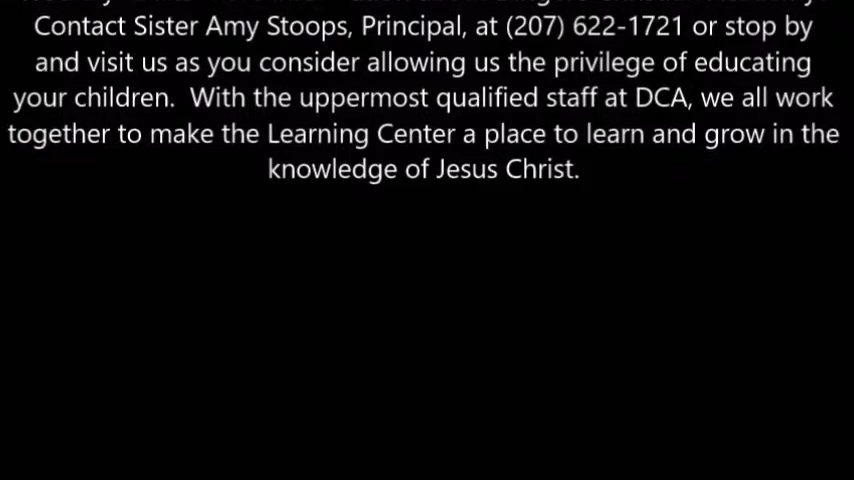 Contact Sister Amy Stoops, Principal, at (207) 622-1721 or stop by
and visit us as you consider allowing us the privilege of educating
your children.  With the uppermost qualified staff at DCA, we all work
together to make the Learning Center a place to learn and grow in the
knowledge of Jesus Christ.